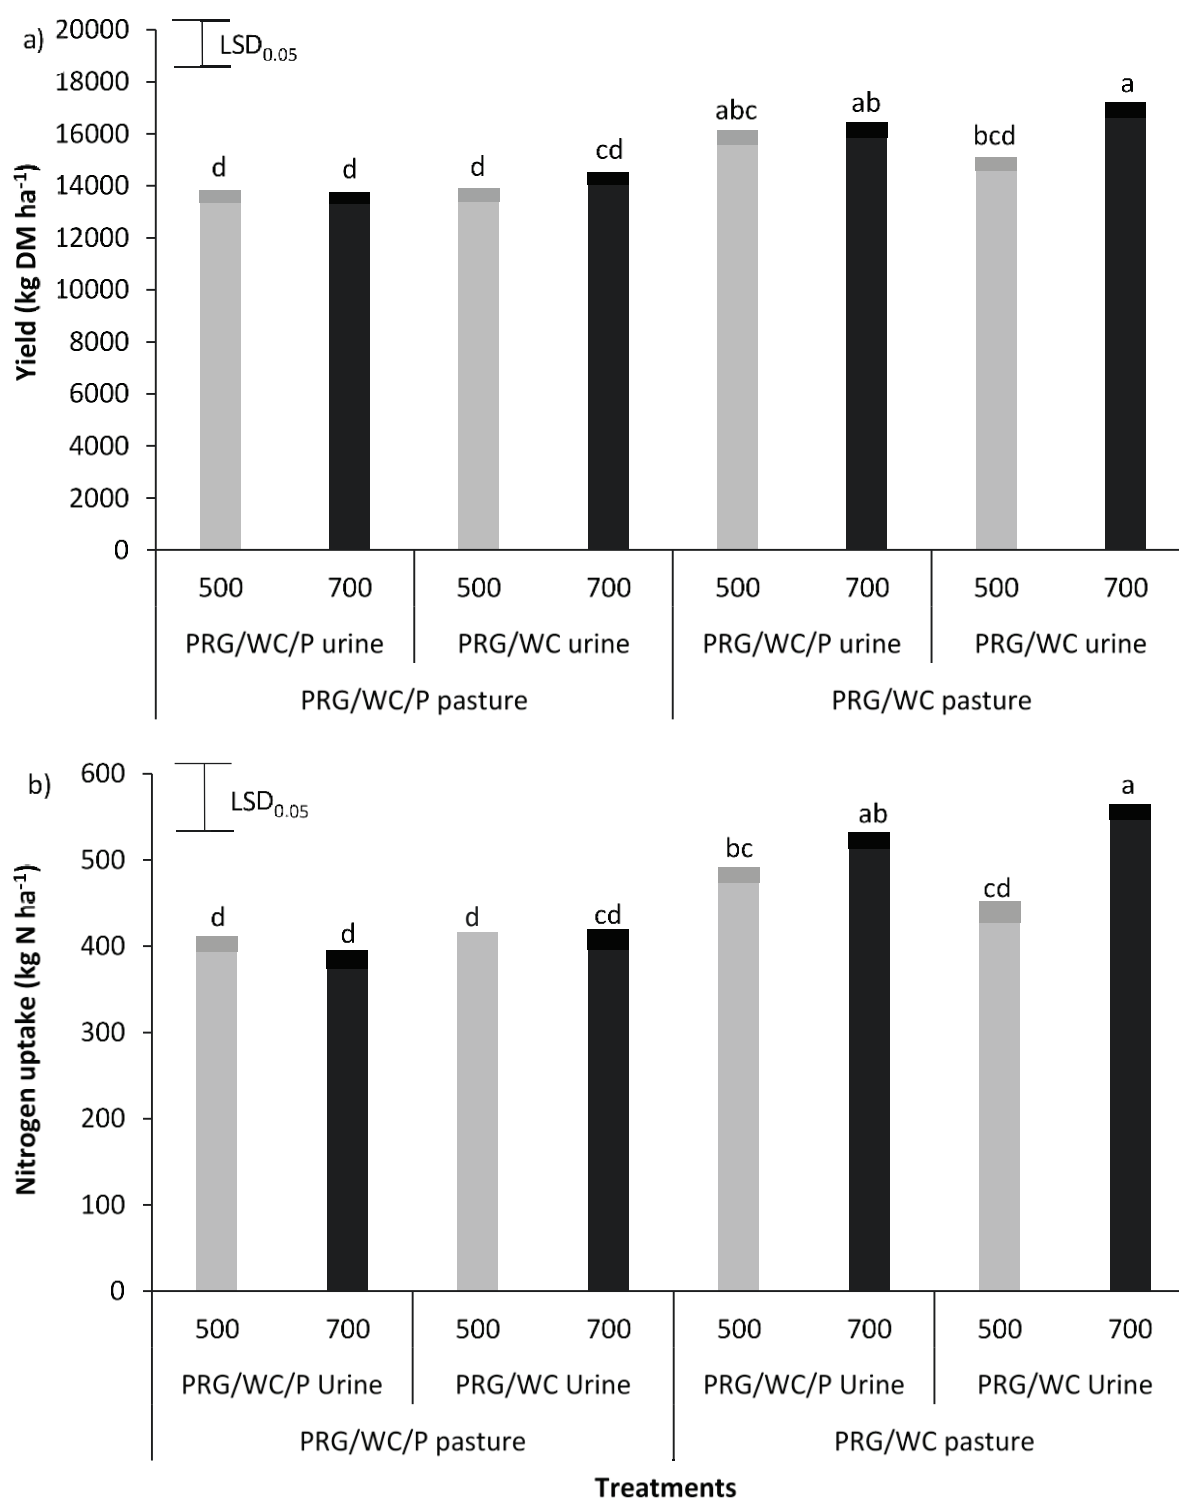 a)
20000
LSD0.05
18000
16000
14000
12000
10000
8000
6000
4000
2000
0
Yield (kg DM ha-1)
d d d cd abc ab bcd a
500 700 500 700 500 700 500 700
PRG/WC/P urine PRG/WC urine PRG/WC/P urine PRG/WC urine
PRG/WC/P pasture PRG/WC pasture
b)
600
LSD0.05
500
400
300
200
100
0
Nitrogen uptake (kg N ha-1)
d d d cd bc ab cd a
500 700 500 700 500 700 500 700
PRG/WC/P Urine PRG/WC Urine PRG/WC/P Urine PRG/WC Urine
PRG/WC/P pasture PRG/WC pasture
Treatments